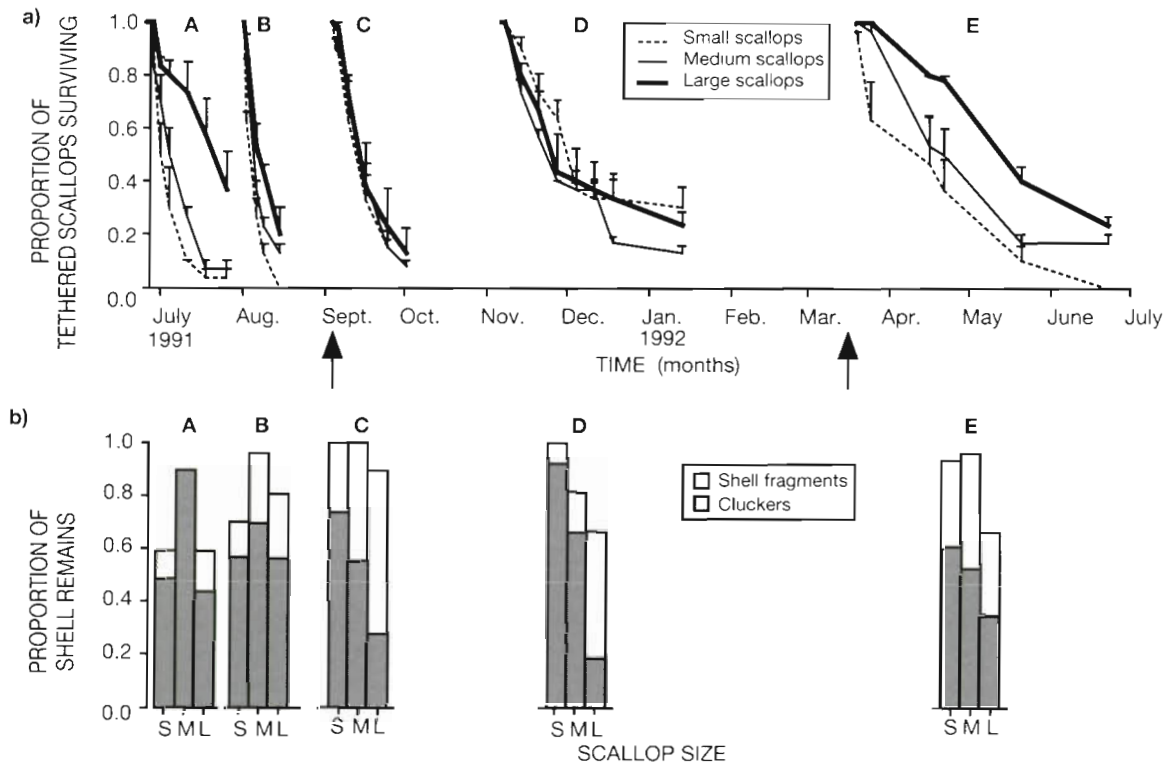 a)
A B C D E
PROPORTION OF
TETHERED SCALLOPS SURVIVING
1.0
0.8
0.6
0.4
0.2
0.0
Small scallops
Medium scallops
Large scallops
July Aug. Sept. Oct. Nov. Dec. Jan. Feb. Mar. Apr. May June July
1991 1992
TIME (months)
b)
A B C D E
PROPORTION OF
SHELL REMAINS
1.0
0.8
0.6
0.4
0.2
0.0
Shell fragments
Cluckers
S M L S M L S M L S M L S M L
SCALLOP SIZE